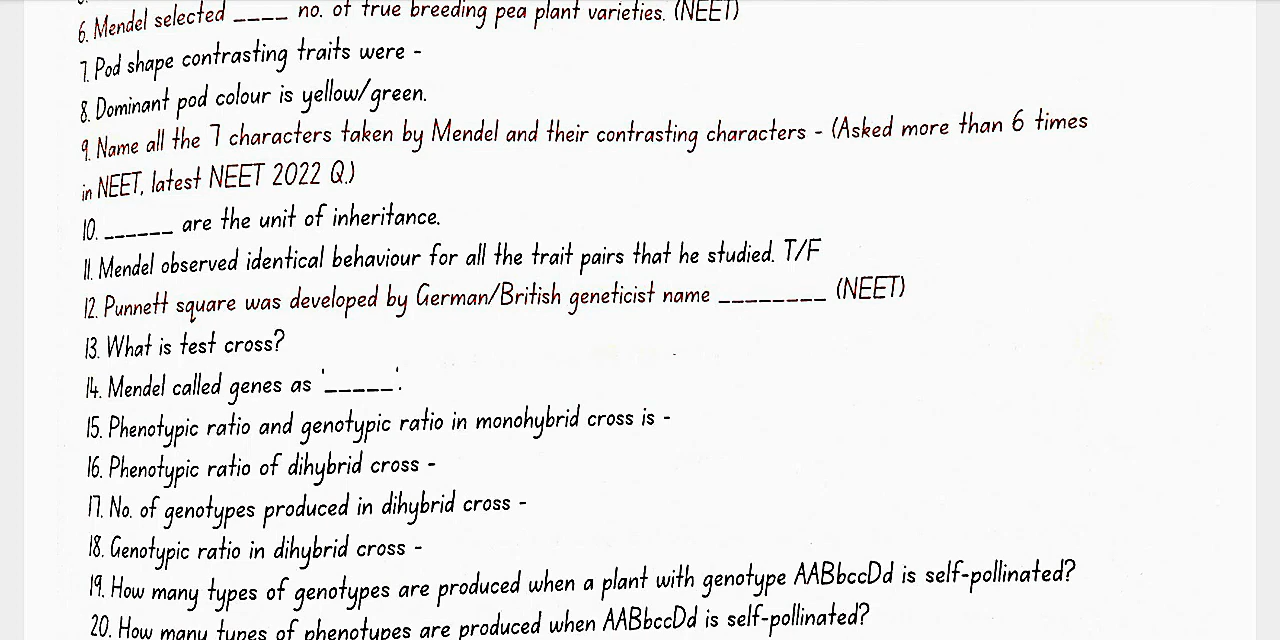 6. Mendel selected ____ no. of true breeding pea plant varieties. (NEET)
7. Pod shape contrasting traits were -
8. Dominant pod colour is yellow/green.
9. Name all the 7 characters taken by Mendel and their contrasting characters - (Asked more than 6 times
in NEET, latest NEET 2022 Q.)
10. ______ are the unit of inheritance.
11. Mendel observed identical behaviour for all the trait pairs that he studied. T/F
12. Punnett square was developed by German/British geneticist name ________ (NEET)
13. What is test cross?
14. Mendel called genes as '_____'.
15. Phenotypic ratio and genotypic ratio in monohybrid cross is -
16. Phenotypic ratio of dihybrid cross -
17. No. of genotypes produced in dihybrid cross -
18. Genotypic ratio in dihybrid cross -
19. How many types of genotypes are produced when a plant with genotype AABbccDd is self-pollinated?
20. How many types of phenotypes are produced when AABbccDd is self-pollinated?